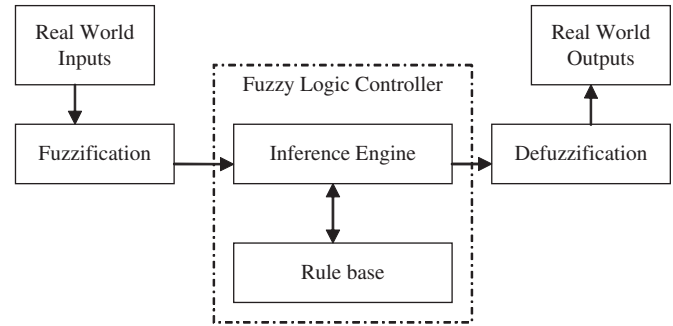 Real World
Inputs
Real World
Outputs
Fuzzy Logic Controller
Fuzzification
Inference Engine
Defuzzification
Rule base